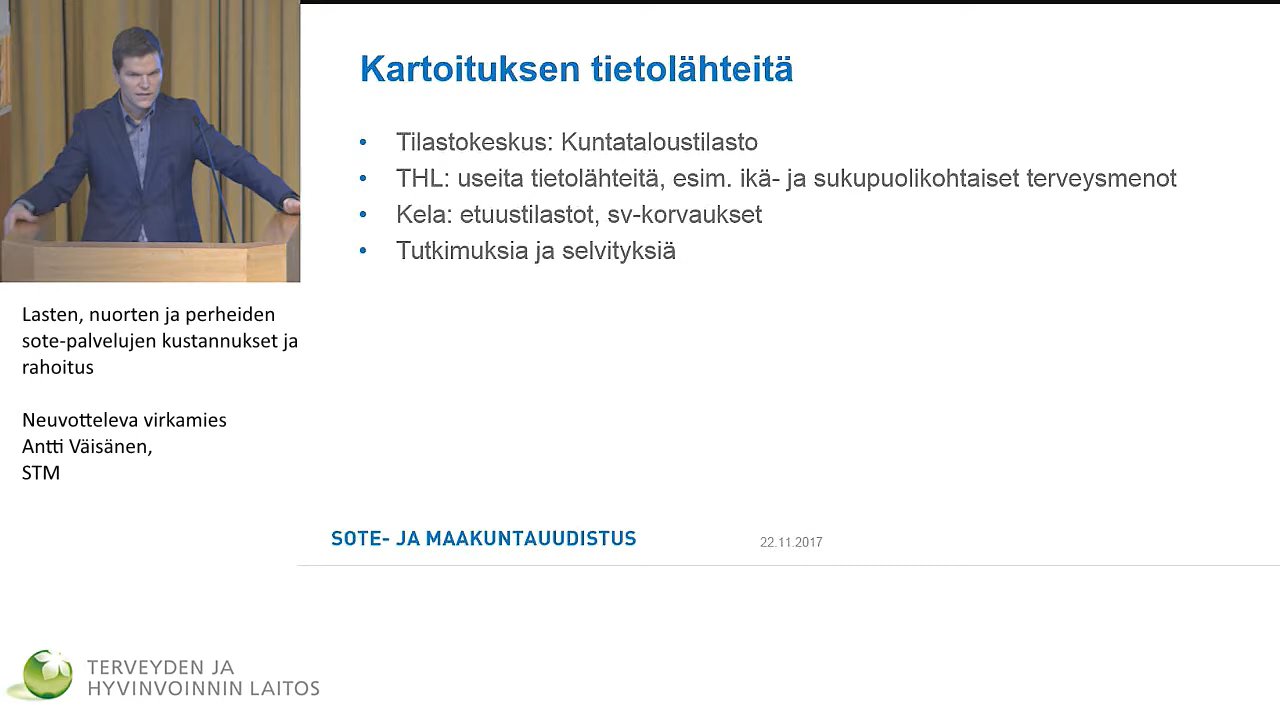 Kartoituksen tietolähteitä
• Tilastokeskus: Kuntataloustilasto
• THL: useita tietolähteitä, esim. ikä- ja sukupuolikohtaiset terveysmenot
• Kela: etuustilastot, sv-korvaukset
• Tutkimuksia ja selvityksiä
Lasten, nuorten ja perheiden
sote-palvelujen kustannukset ja
rahoitus
Neuvotteleva virkamies
Antti Väisänen,
STM
SOTE- JA MAAKUNTAUUDISTUS
22.11.2017
TERVEYDEN JA
HYVINVOINNIN LAITOS